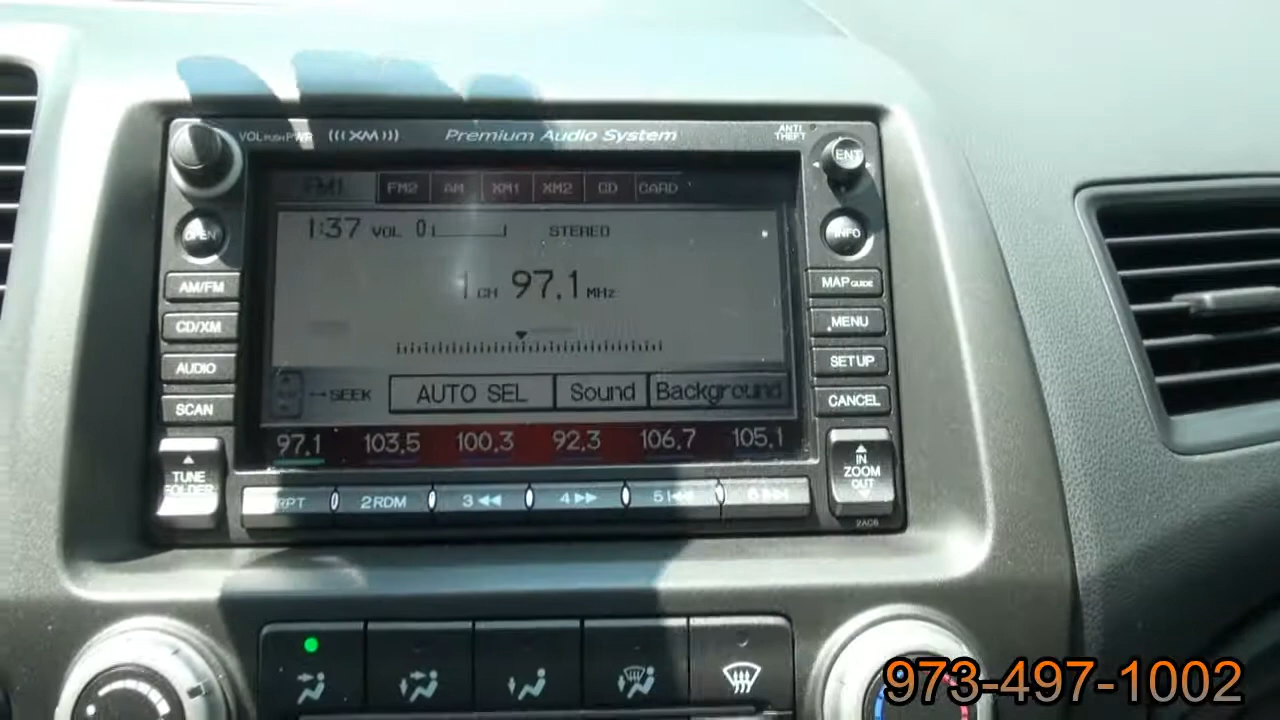 VOL PUSH PWR (((XM))) Premium Audio System ANTI THEFT
ENT
FM1 FM2 AM XM1 XM2 CD CARD
OPEN
INFO
1:37 VOL 0 STEREO
AM/FM
1 CH 97.1 MHz
MAP GUIDE
CD/XM
MENU
AUDIO
SETUP
SEEK AUTO SEL Sound Background
SCAN
CANCEL
97.1 103.5 100.3 92.3 106.7 105.1
TUNE
FOLDER
IN
ZOOM
OUT
RPT 2 RDM 3 ◀◀ 4 ▶▶ 5 |◀◀ 6 ▶▶|
2AC6
973-497-1002